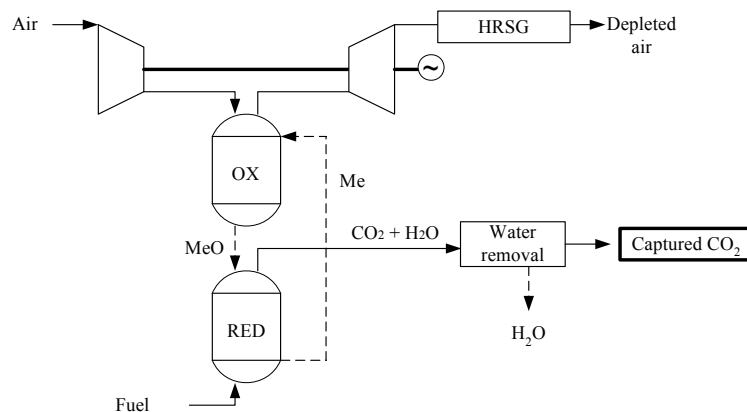 Air
HRSG
Depleted
air
~
OX
Me
MeO
CO2 + H2O
Water
removal
Captured CO₂
RED
H₂O
Fuel